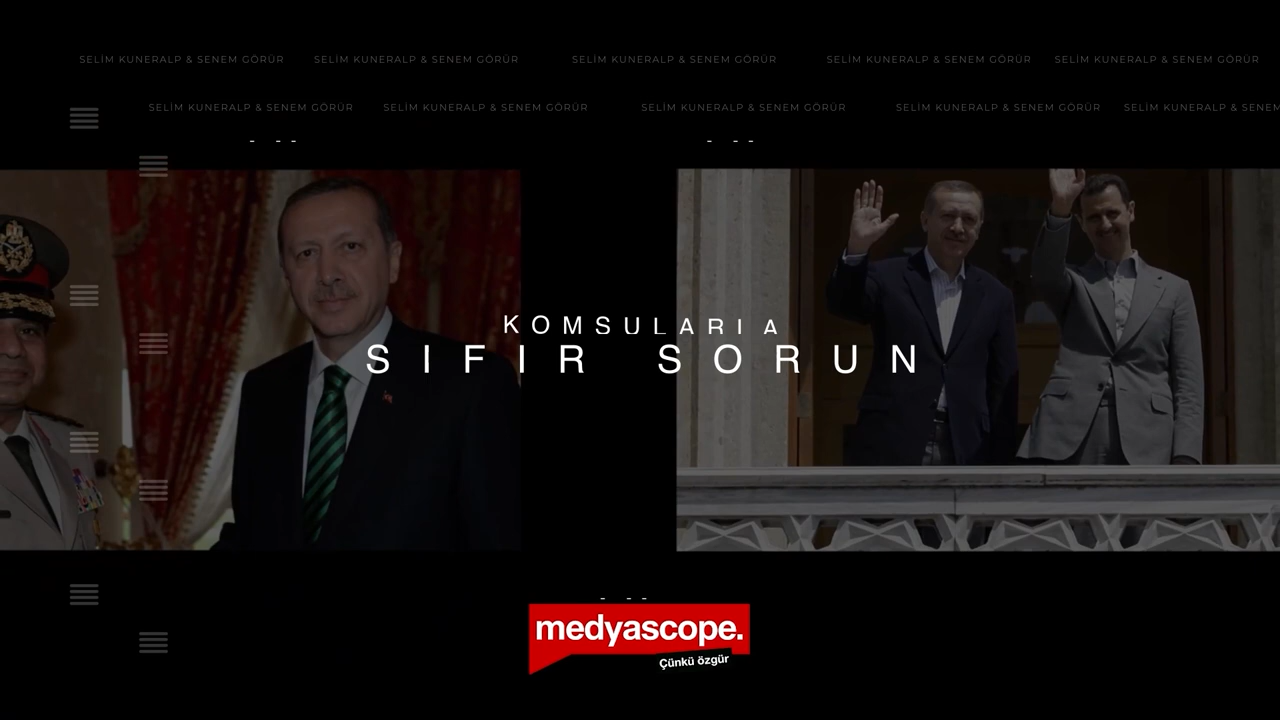 SELİM KUNERALP & SENEM GÖRÜR SELİM KUNERALP & SENEM GÖRÜR SELİM KUNERALP & SENEM GÖRÜR SELİM KUNERALP & SENEM GÖRÜR SELİM KUNERALP & SENEM GÖRÜR
SELİM KUNERALP & SENEM GÖRÜR SELİM KUNERALP & SENEM GÖRÜR SELİM KUNERALP & SENEM GÖRÜR SELİM KUNERALP & SENEM GÖRÜR SELİM KUNERALP & SENEM
KOMSULARLA
SIFIR SORUN
medyascope.
Çünkü özgür